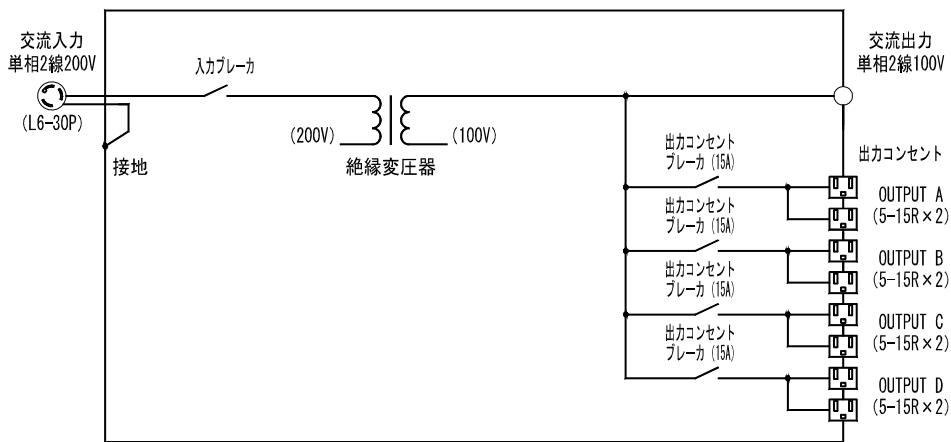 交流入力
単相2線200V
(L6-30P)
接地
入力ブレーカ
(200V)
(100V)
絶縁変圧器
交流出力
単相2線100V
出力コンセント
出力コンセント
ブレーカ (15A)
OUTPUT A
(5-15R×2)
出力コンセント
ブレーカ (15A)
OUTPUT B
(5-15R×2)
出力コンセント
ブレーカ (15A)
OUTPUT C
(5-15R×2)
出力コンセント
ブレーカ (15A)
OUTPUT D
(5-15R×2)